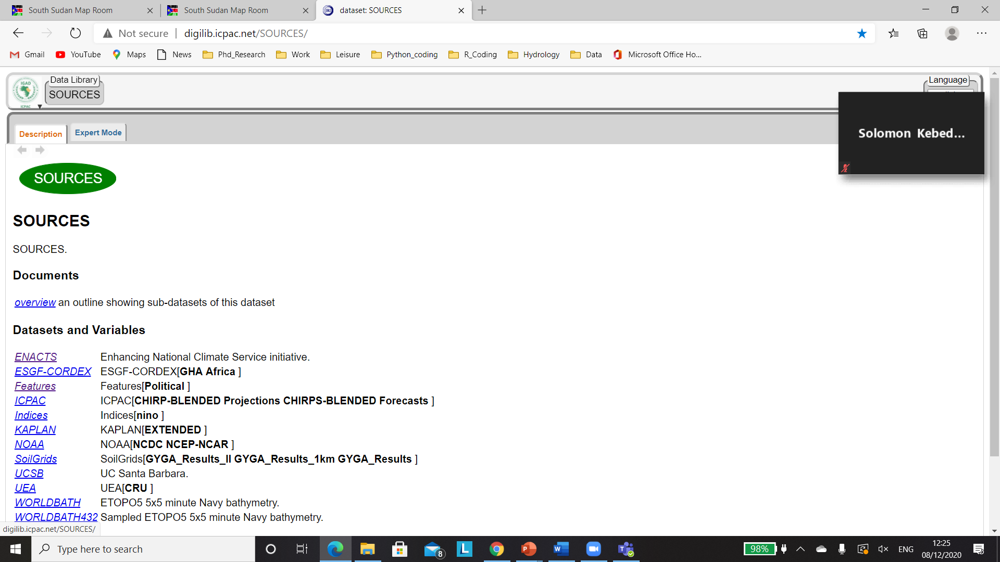 South Sudan Map Room
South Sudan Map Room
dataset: SOURCES
Not secure | digilib.icpac.net/SOURCES/
Gmail
YouTube
Maps
News
Phd_Research
Work
Leisure
Python_coding
R_Coding
Hydrology
Data
Microsoft Office Ho...
IGAD
ICPAC
Data Library
SOURCES
Language
Solomon Kebed...
Description
Expert Mode
SOURCES
SOURCES
SOURCES.
Documents
overview an outline showing sub-datasets of this dataset
Datasets and Variables
ENACTS Enhancing National Climate Service initiative.
ESGF-CORDEX ESGF-CORDEX[GHA Africa ]
Features Features[Political ]
ICPAC ICPAC[CHIRP-BLENDED Projections CHIRPS-BLENDED Forecasts ]
Indices Indices[nino ]
KAPLAN KAPLAN[EXTENDED ]
NOAA NOAA[NCDC NCEP-NCAR ]
SoilGrids SoilGrids[GYGA_Results_II GYGA_Results_1km GYGA_Results ]
UCSB UC Santa Barbara.
UEA UEA[CRU ]
WORLDBATH ETOPO5 5x5 minute Navy bathymetry.
WORLDBATH432 Sampled ETOPO5 5x5 minute Navy bathymetry.
digilib.icpac.net/SOURCES/
Type here to search
8
L
98%
ENG
12:25
08/12/2020